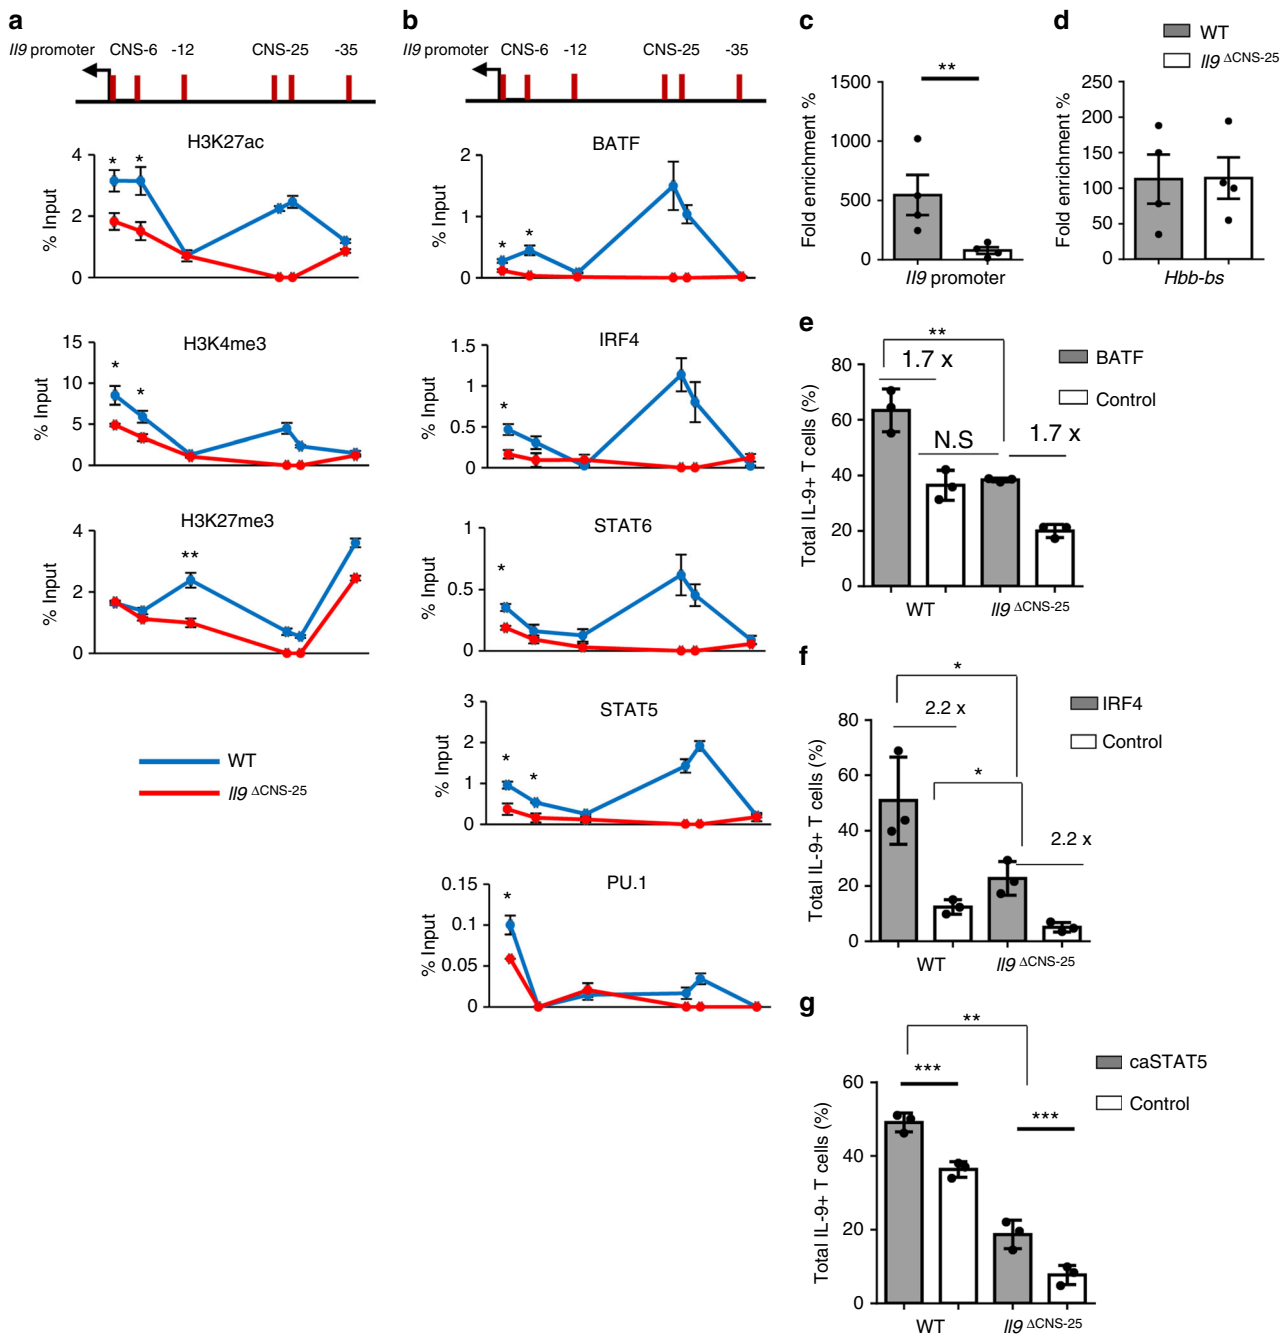 a
Il9 promoter CNS-6 -12 CNS-25 -35
H3K27ac
% Input
4
2
0
* *
H3K4me3
% Input
15
10
5
0
*
*
H3K27me3
% Input
4
2
0
**
WT
Il9 ΔCNS-25
b
Il9 promoter CNS-6 -12 CNS-25 -35
BATF
% Input
2
1
0
*
*
IRF4
% Input
1.5
1
0.5
0
*
STAT6
% Input
1
0.5
0
*
STAT5
% Input
3
2
1
0
*
*
PU.1
% Input
0.15
0.1
0.05
0
*
c
**
Fold enrichment %
1500
1000
500
0
Il9 promoter
d
WT
Il9 ΔCNS-25
Fold enrichment %
250
200
150
100
50
0
Hbb-bs
e
**
1.7 x
N.S
1.7 x
BATF
Control
Total IL-9+ T cells (%)
80
60
40
20
0
WT Il9 ΔCNS-25
f
*
2.2 x
*
2.2 x
IRF4
Control
Total IL-9+ T cells (%)
80
60
40
20
0
WT Il9 ΔCNS-25
g
**
***
***
caSTAT5
Control
Total IL-9+ T cells (%)
60
40
20
0
WT Il9 ΔCNS-25